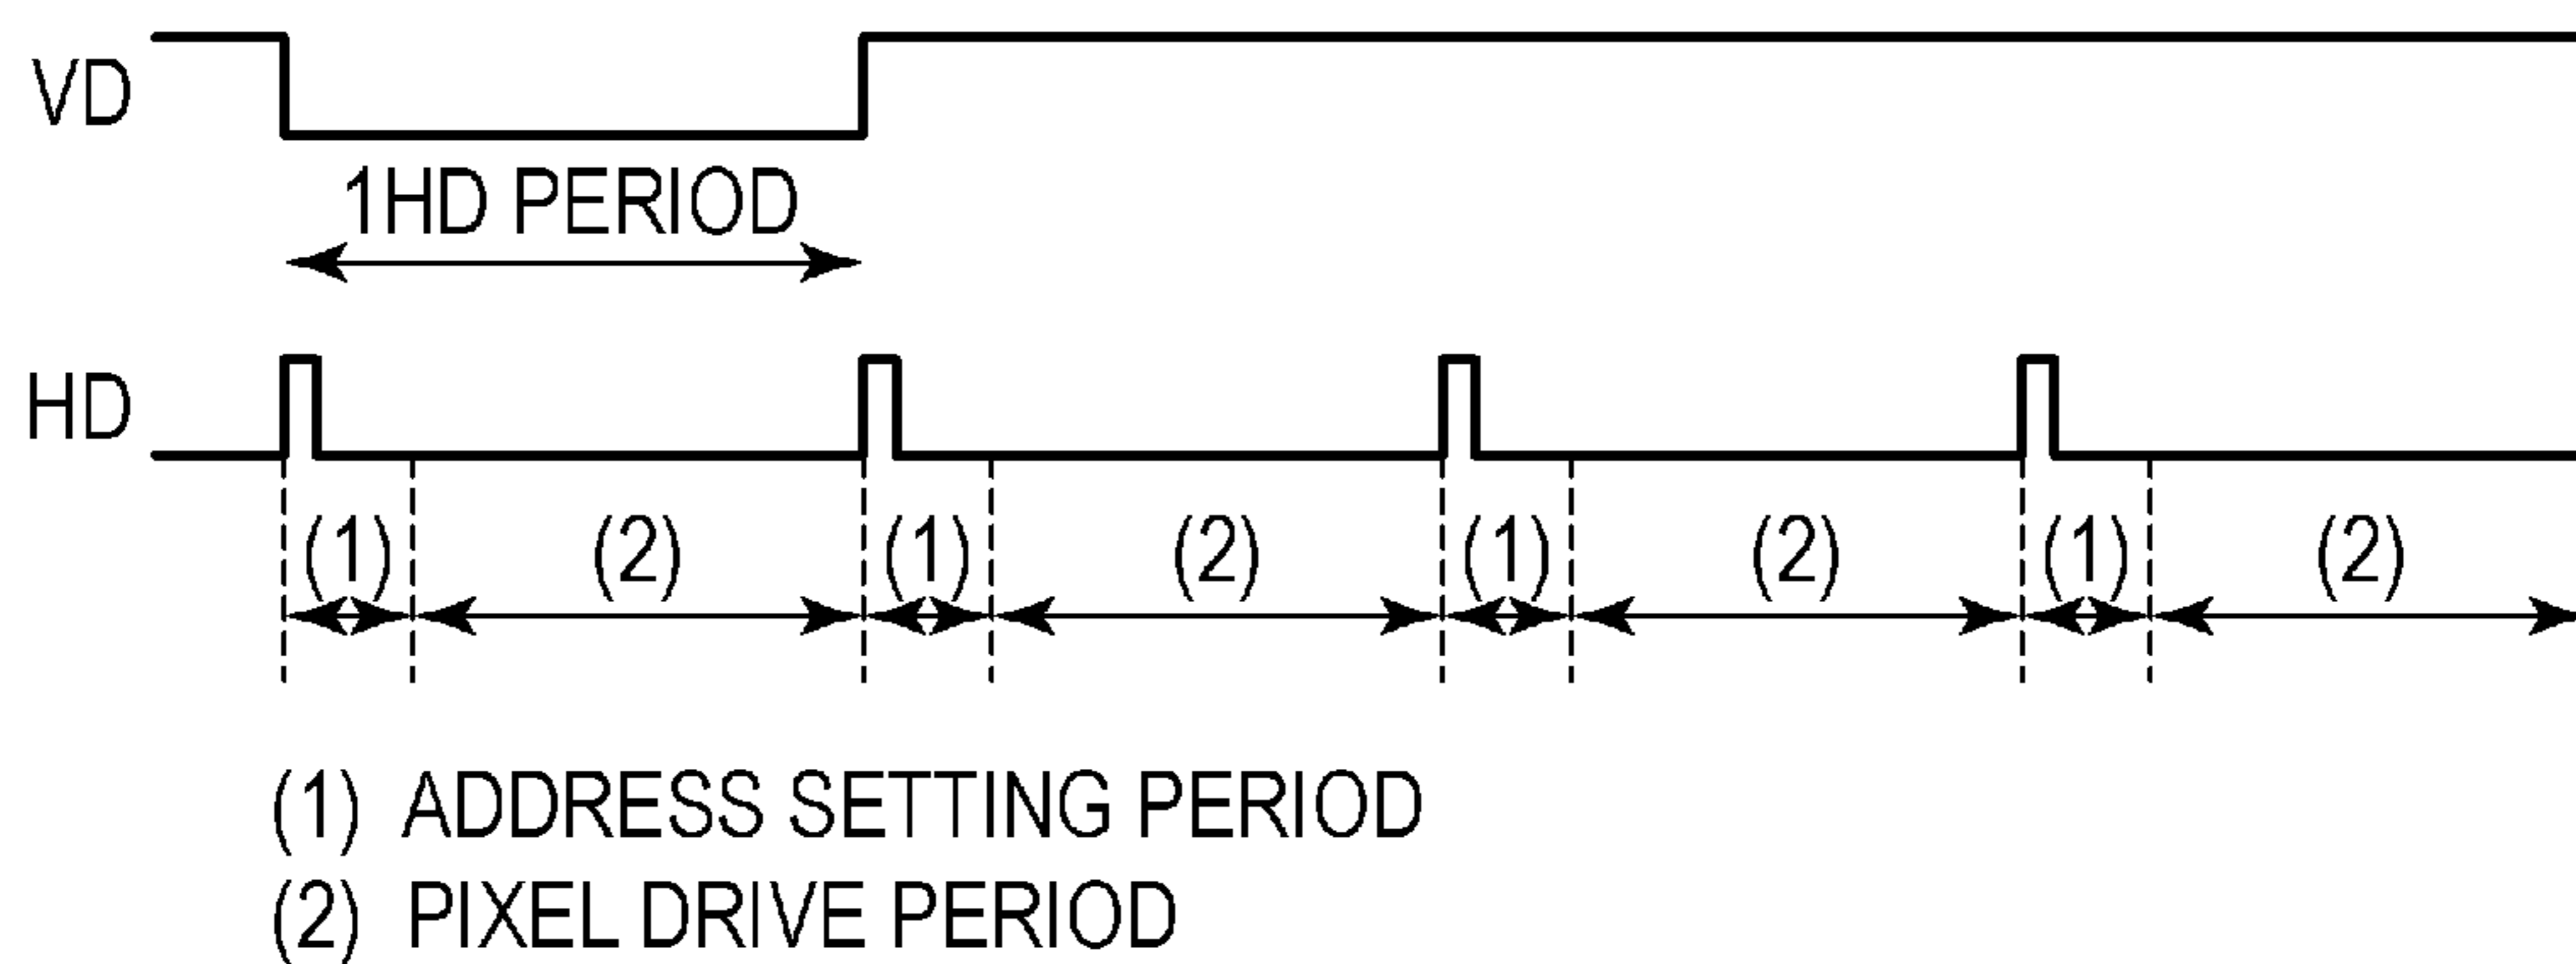 VD
1HD PERIOD
HD
(1) (2) (1) (2) (1) (2) (1) (2)
(1) ADDRESS SETTING PERIOD
(2) PIXEL DRIVE PERIOD